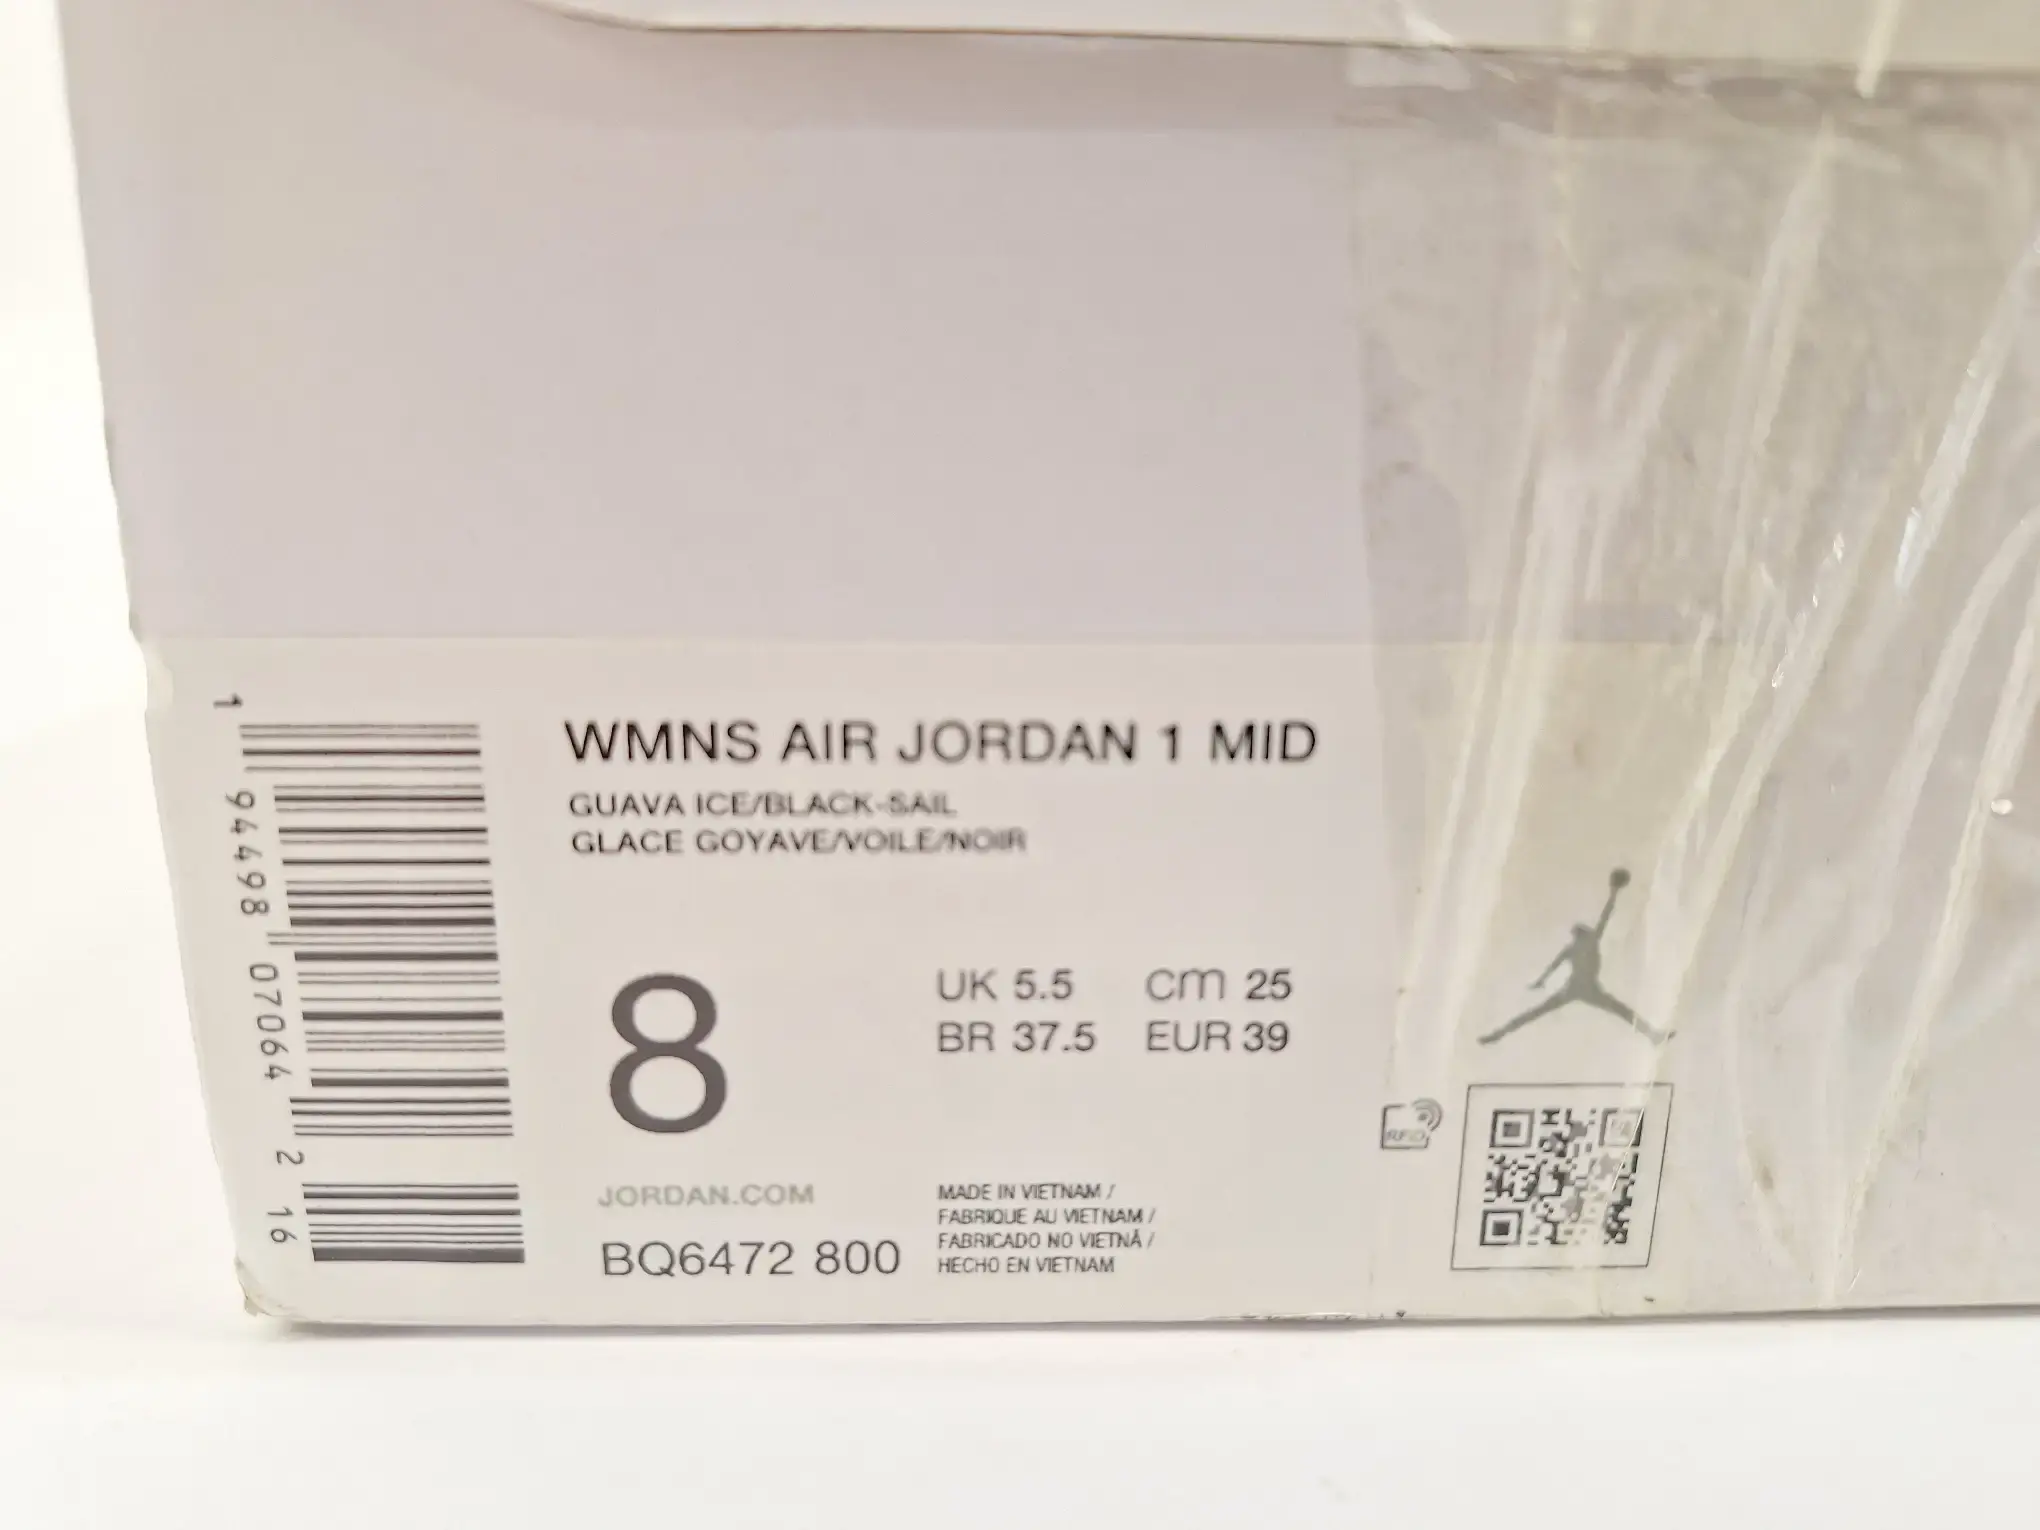 WMNS AIR JORDAN 1 MID
GUAVA ICE/BLACK-SAIL
GLACE GOYAVE/VOILE/NOIR
8
UK 5.5 CM 25
BR 37.5 EUR 39
JORDAN.COM
BQ6472 800
MADE IN VIETNAM /
FABRIQUE AU VIETNAM /
FABRICADO NO VIETNÃ /
HECHO EN VIETNAM
RFID
1 94498 07064 2 16